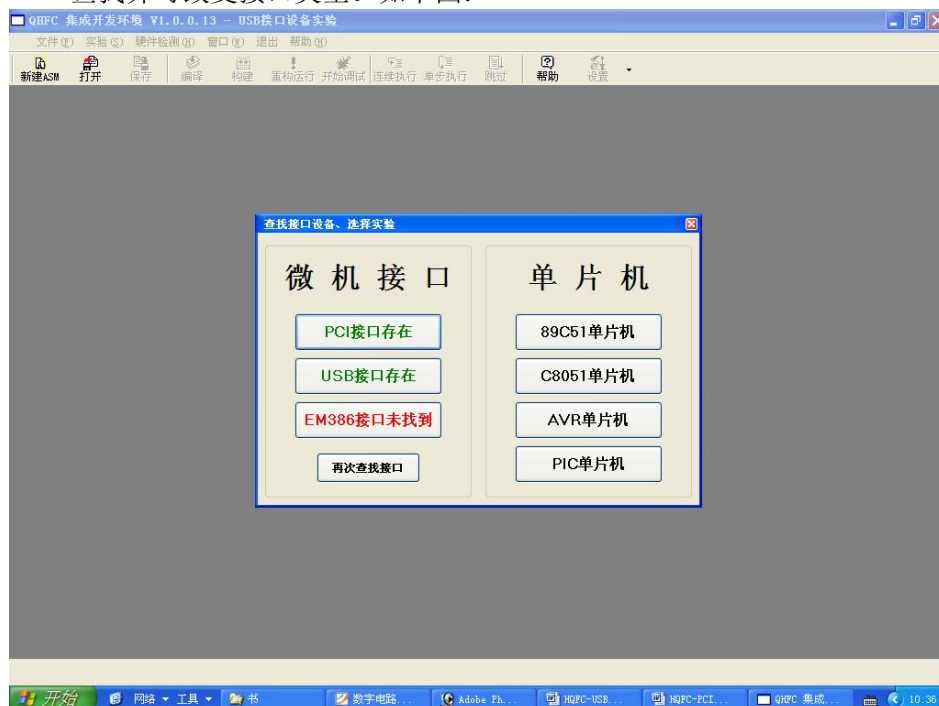 QHFC 集成开发环境 V1.0.0.13 - USB接口设备实验
文件(F) 实验(S) 硬件检测(H) 窗口(W) 退出 帮助(H)
新建ASM 打开 保存 编译 构建 重构运行 开始调试 连续执行 单步执行 跳过 帮助 设置
查找接口设备、选择实验
微机接口
PCI接口存在
USB接口存在
EM386接口未找到
再次查找接口
单片机
89C51单片机
C8051单片机
AVR单片机
PIC单片机
开始 网络 工具 书 数字电路... Adobe Ph... HQFC-USB... HQFC-PCI... QHFC 集成... 10:36